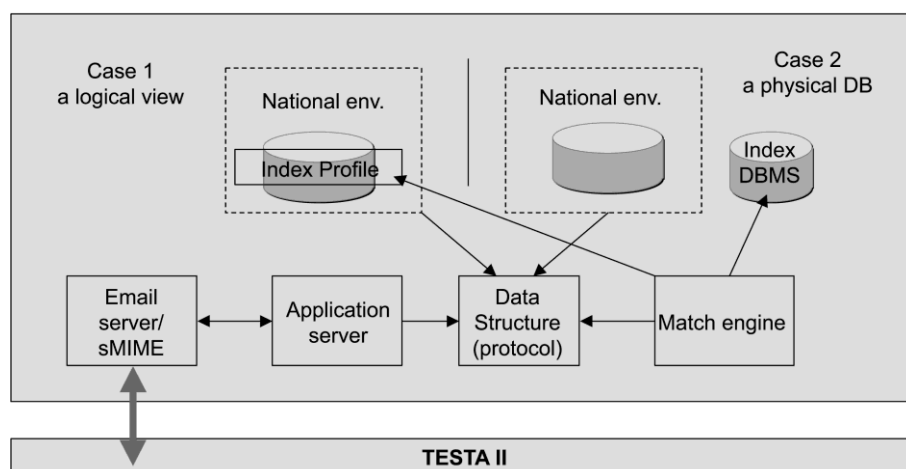 Case 1
a logical view
National env.
Index Profile
National env.
Case 2
a physical DB
Index
DBMS
Email
server/
sMIME
Application
server
Data
Structure
(protocol)
Match engine
TESTA II